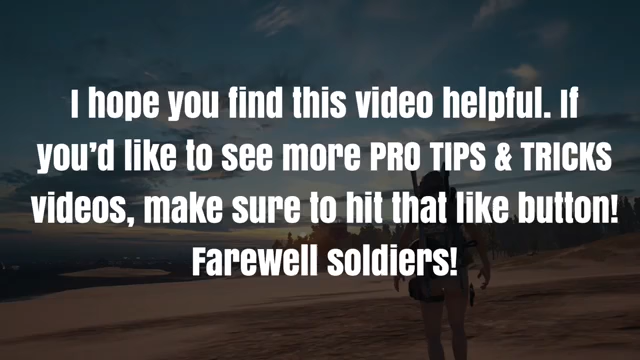 I hope you find this video helpful. If
you'd like to see more PRO TIPS & TRICKS
videos, make sure to hit that like button!
Farewell soldiers!